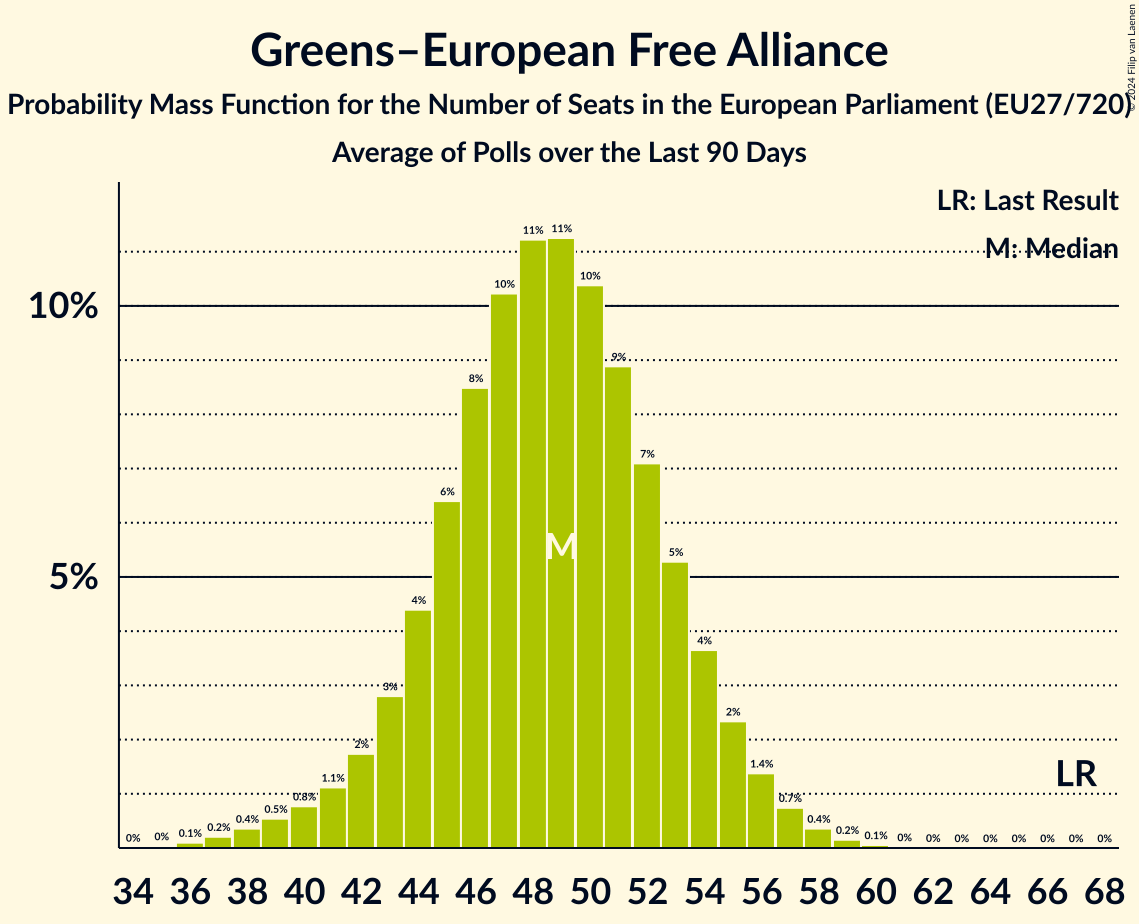 Greens–European Free Alliance
Probability Mass Function for the Number of Seats in the European Parliament (EU27/720)
Average of Polls over the Last 90 Days
© 2024 Filip van Laenen
LR: Last Result
M: Median
10%
5%
0% 0% 0.1% 0.2% 0.4% 0.5% 0.8% 1.1% 2% 3% 4% 6% 8% 10% 11% 11% 10% 9% 7% 5% 4% 2% 1.4% 0.7% 0.4% 0.2% 0.1% 0% 0% 0% 0% 0% 0% 0% 0%
M
LR
34 36 38 40 42 44 46 48 50 52 54 56 58 60 62 64 66 68